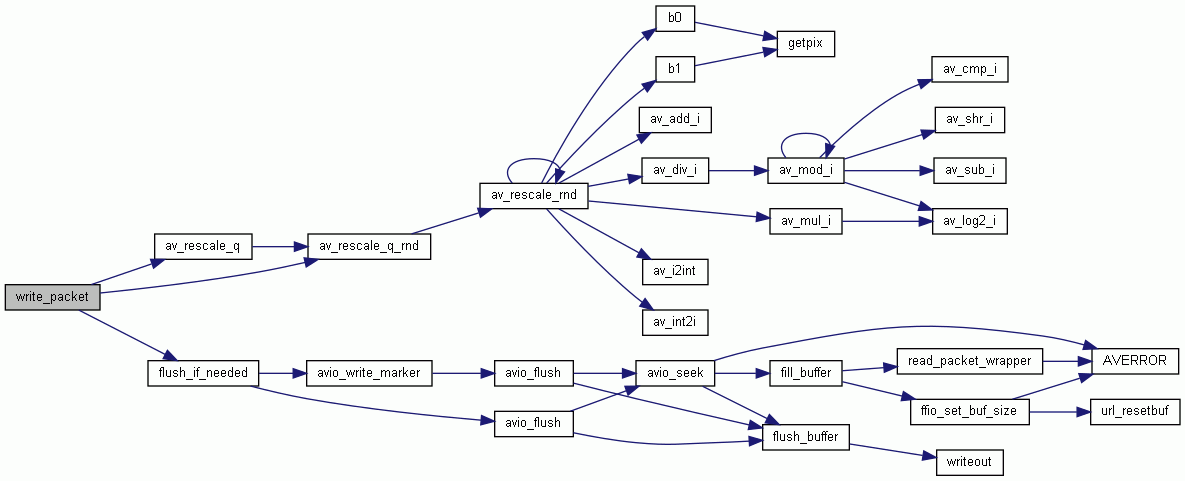 b0
getpix
b1
av_cmp_i
av_add_i
av_shr_i
av_div_i
av_mod_i
av_sub_i
av_rescale_rnd
av_mul_i
av_log2_i
av_rescale_q
av_rescale_q_rnd
av_i2int
write_packet
av_int2i
flush_if_needed
avio_write_marker
avio_flush
avio_seek
fill_buffer
read_packet_wrapper
AVERROR
avio_flush
flush_buffer
ffio_set_buf_size
url_resetbuf
writeout